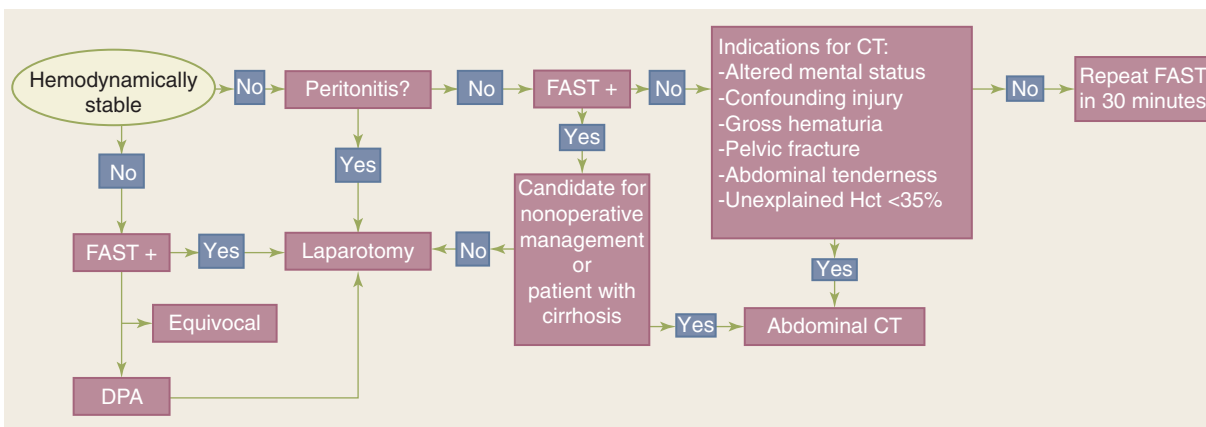 Hemodynamically
stable
No
Peritonitis?
No
FAST +
No
Indications for CT:
-Altered mental status
-Confounding injury
-Gross hematuria
-Pelvic fracture
-Abdominal tenderness
-Unexplained Hct <35%
No
Repeat FAST
in 30 minutes
No
Yes
Yes
Candidate for
nonoperative
management
or
patient with
cirrhosis
FAST +
Yes
Laparotomy
No
Yes
Yes
Abdominal CT
Equivocal
DPA